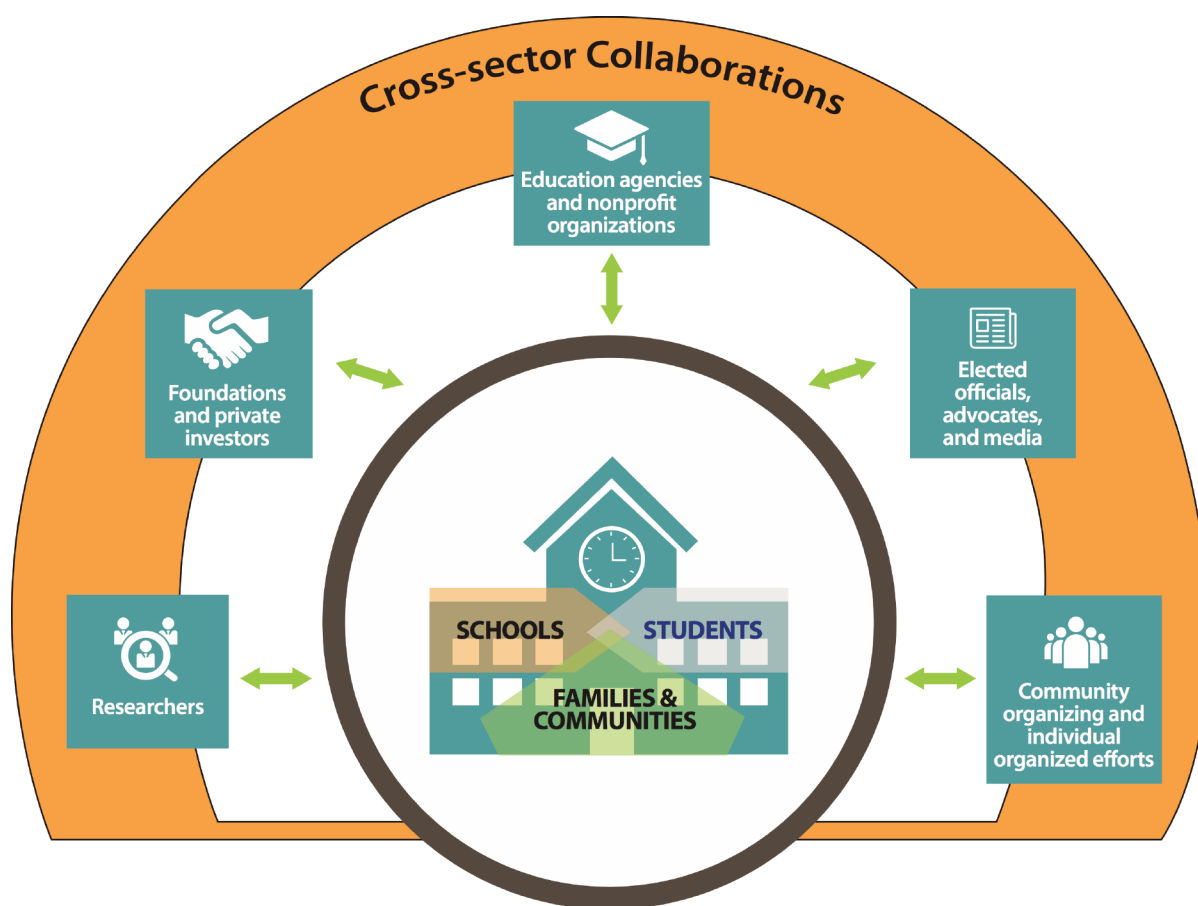 Cross-sector Collaborations
Education agencies
and nonprofit
organizations
Foundations
and private
investors
Elected
officials,
advocates,
and media
Researchers
SCHOOLS
STUDENTS
FAMILIES &
COMMUNITIES
Community
organizing and
individual
organized efforts